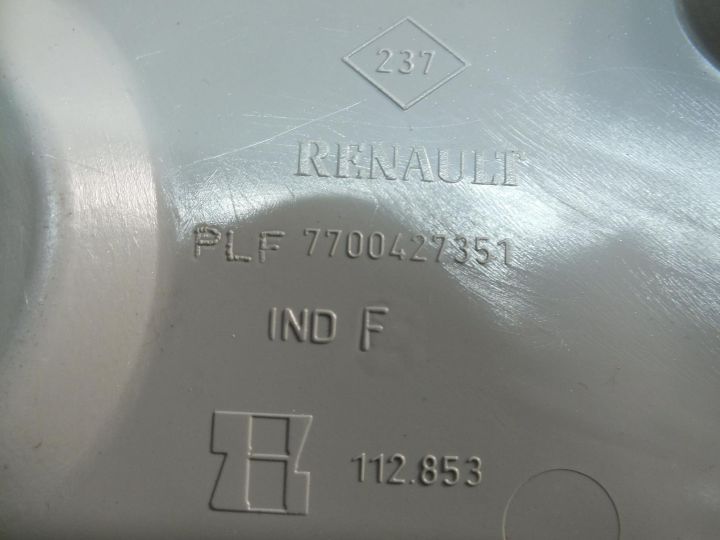 237
RENAULT
PLF 7700427351
IND F
112.853